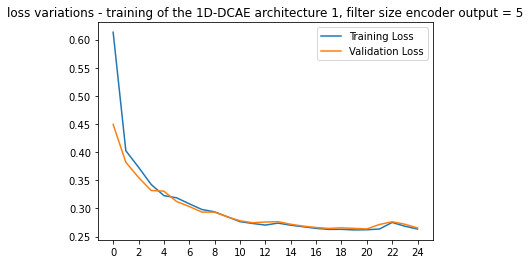 loss variations - training of the 1D-DCAE architecture 1, filter size encoder output = 5
Training Loss
Validation Loss
0.60
0.55
0.50
0.45
0.40
0.35
0.30
0.25
0 2 4 6 8 10 12 14 16 18 20 22 24